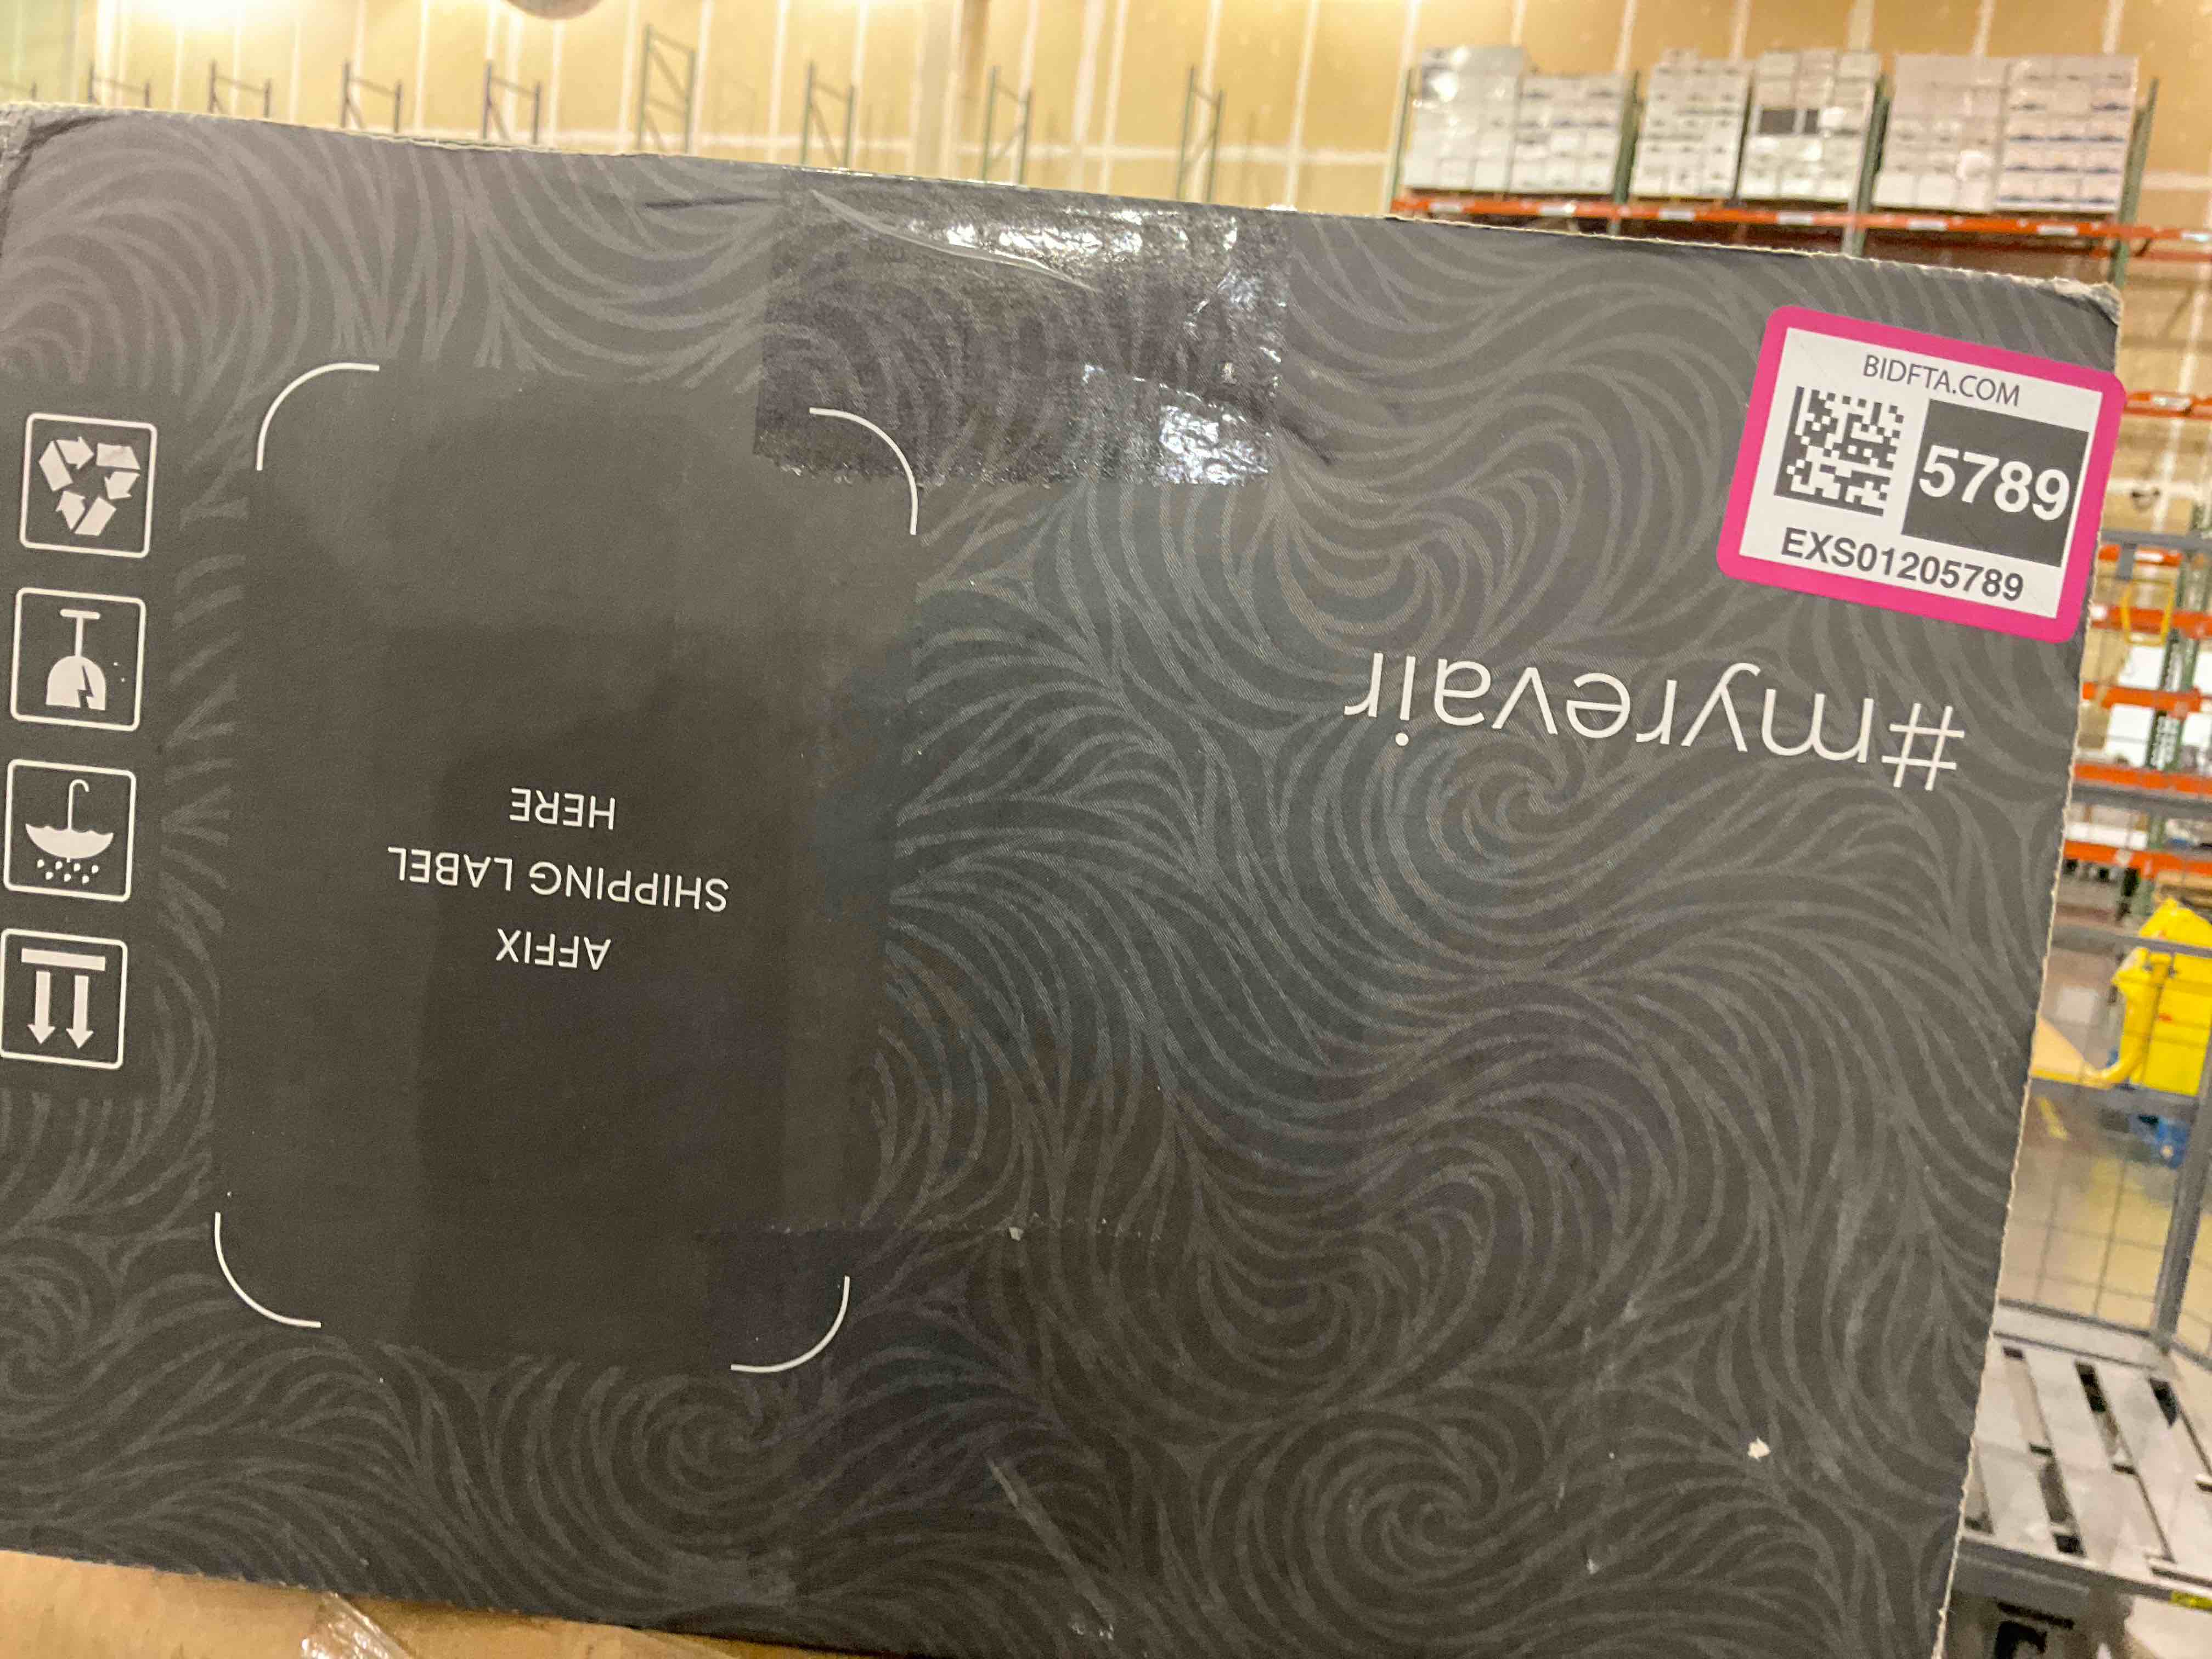 BIDFTA.COM
5789
EXS01205789
#myrevair
AFFIX
SHIPPING LABEL
HERE